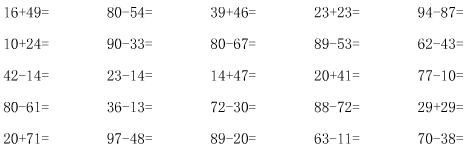 16+49= 80-54= 39+46= 23+23= 94-87=
10+24= 90-33= 80-67= 89-53= 62-43=
42-14= 23-14= 14+47= 20+41= 77-10=
80-61= 36-13= 72-30= 88-72= 29+29=
20+71= 97-48= 89-20= 63-11= 70-38=